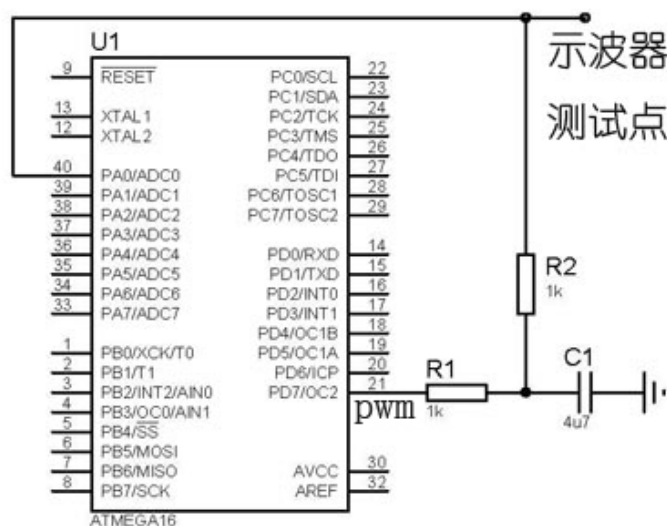 示波器
U1
测试点
9 RESET PC0/SCL 22
PC1/SDA 23
13 XTAL1 PC2/TCK 24
12 XTAL2 PC3/TMS 25
PC4/TDO 26
40 PA0/ADC0 PC5/TDI 27
39 PA1/ADC1 PC6/TOSC1 28
38 PA2/ADC2 PC7/TOSC2 29
37 PA3/ADC3
36 PA4/ADC4 PD0/RXD 14
35 PA5/ADC5 PD1/TXD 15
34 PA6/ADC6 PD2/INT0 16
33 PA7/ADC7 PD3/INT1 17
PD4/OC1B 18
1 PB0/XCK/T0 PD5/OC1A 19
2 PB1/T1 PD6/ICP 20
3 PB2/INT2/AIN0 PD7/OC2 21
4 PB3/OC0/AIN1
5 PB4/SS
6 PB5/MOSI
7 PB6/MISO AVCC 30
8 PB7/SCK AREF 32
ATMEGA16
pwm
R1
1k
R2
1k
C1
4u7